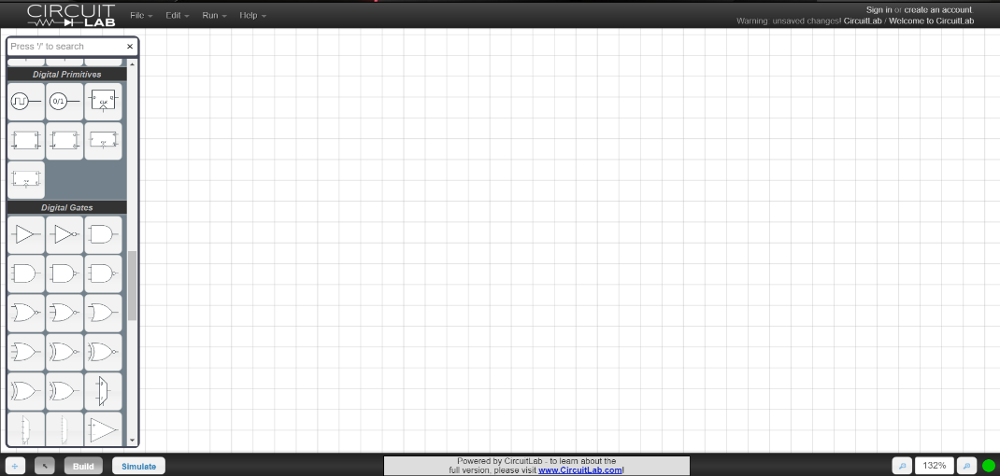 CIRCUIT
LAB
File Edit Run Help
Sign in or create an account.
Warning: unsaved changes! CircuitLab / Welcome to CircuitLab
Press '/' to search
Digital Primitives
0/1
CLK
Digital Gates
Build Simulate
Powered by CircuitLab - to learn about the
full version, please visit www.CircuitLab.com!
132%